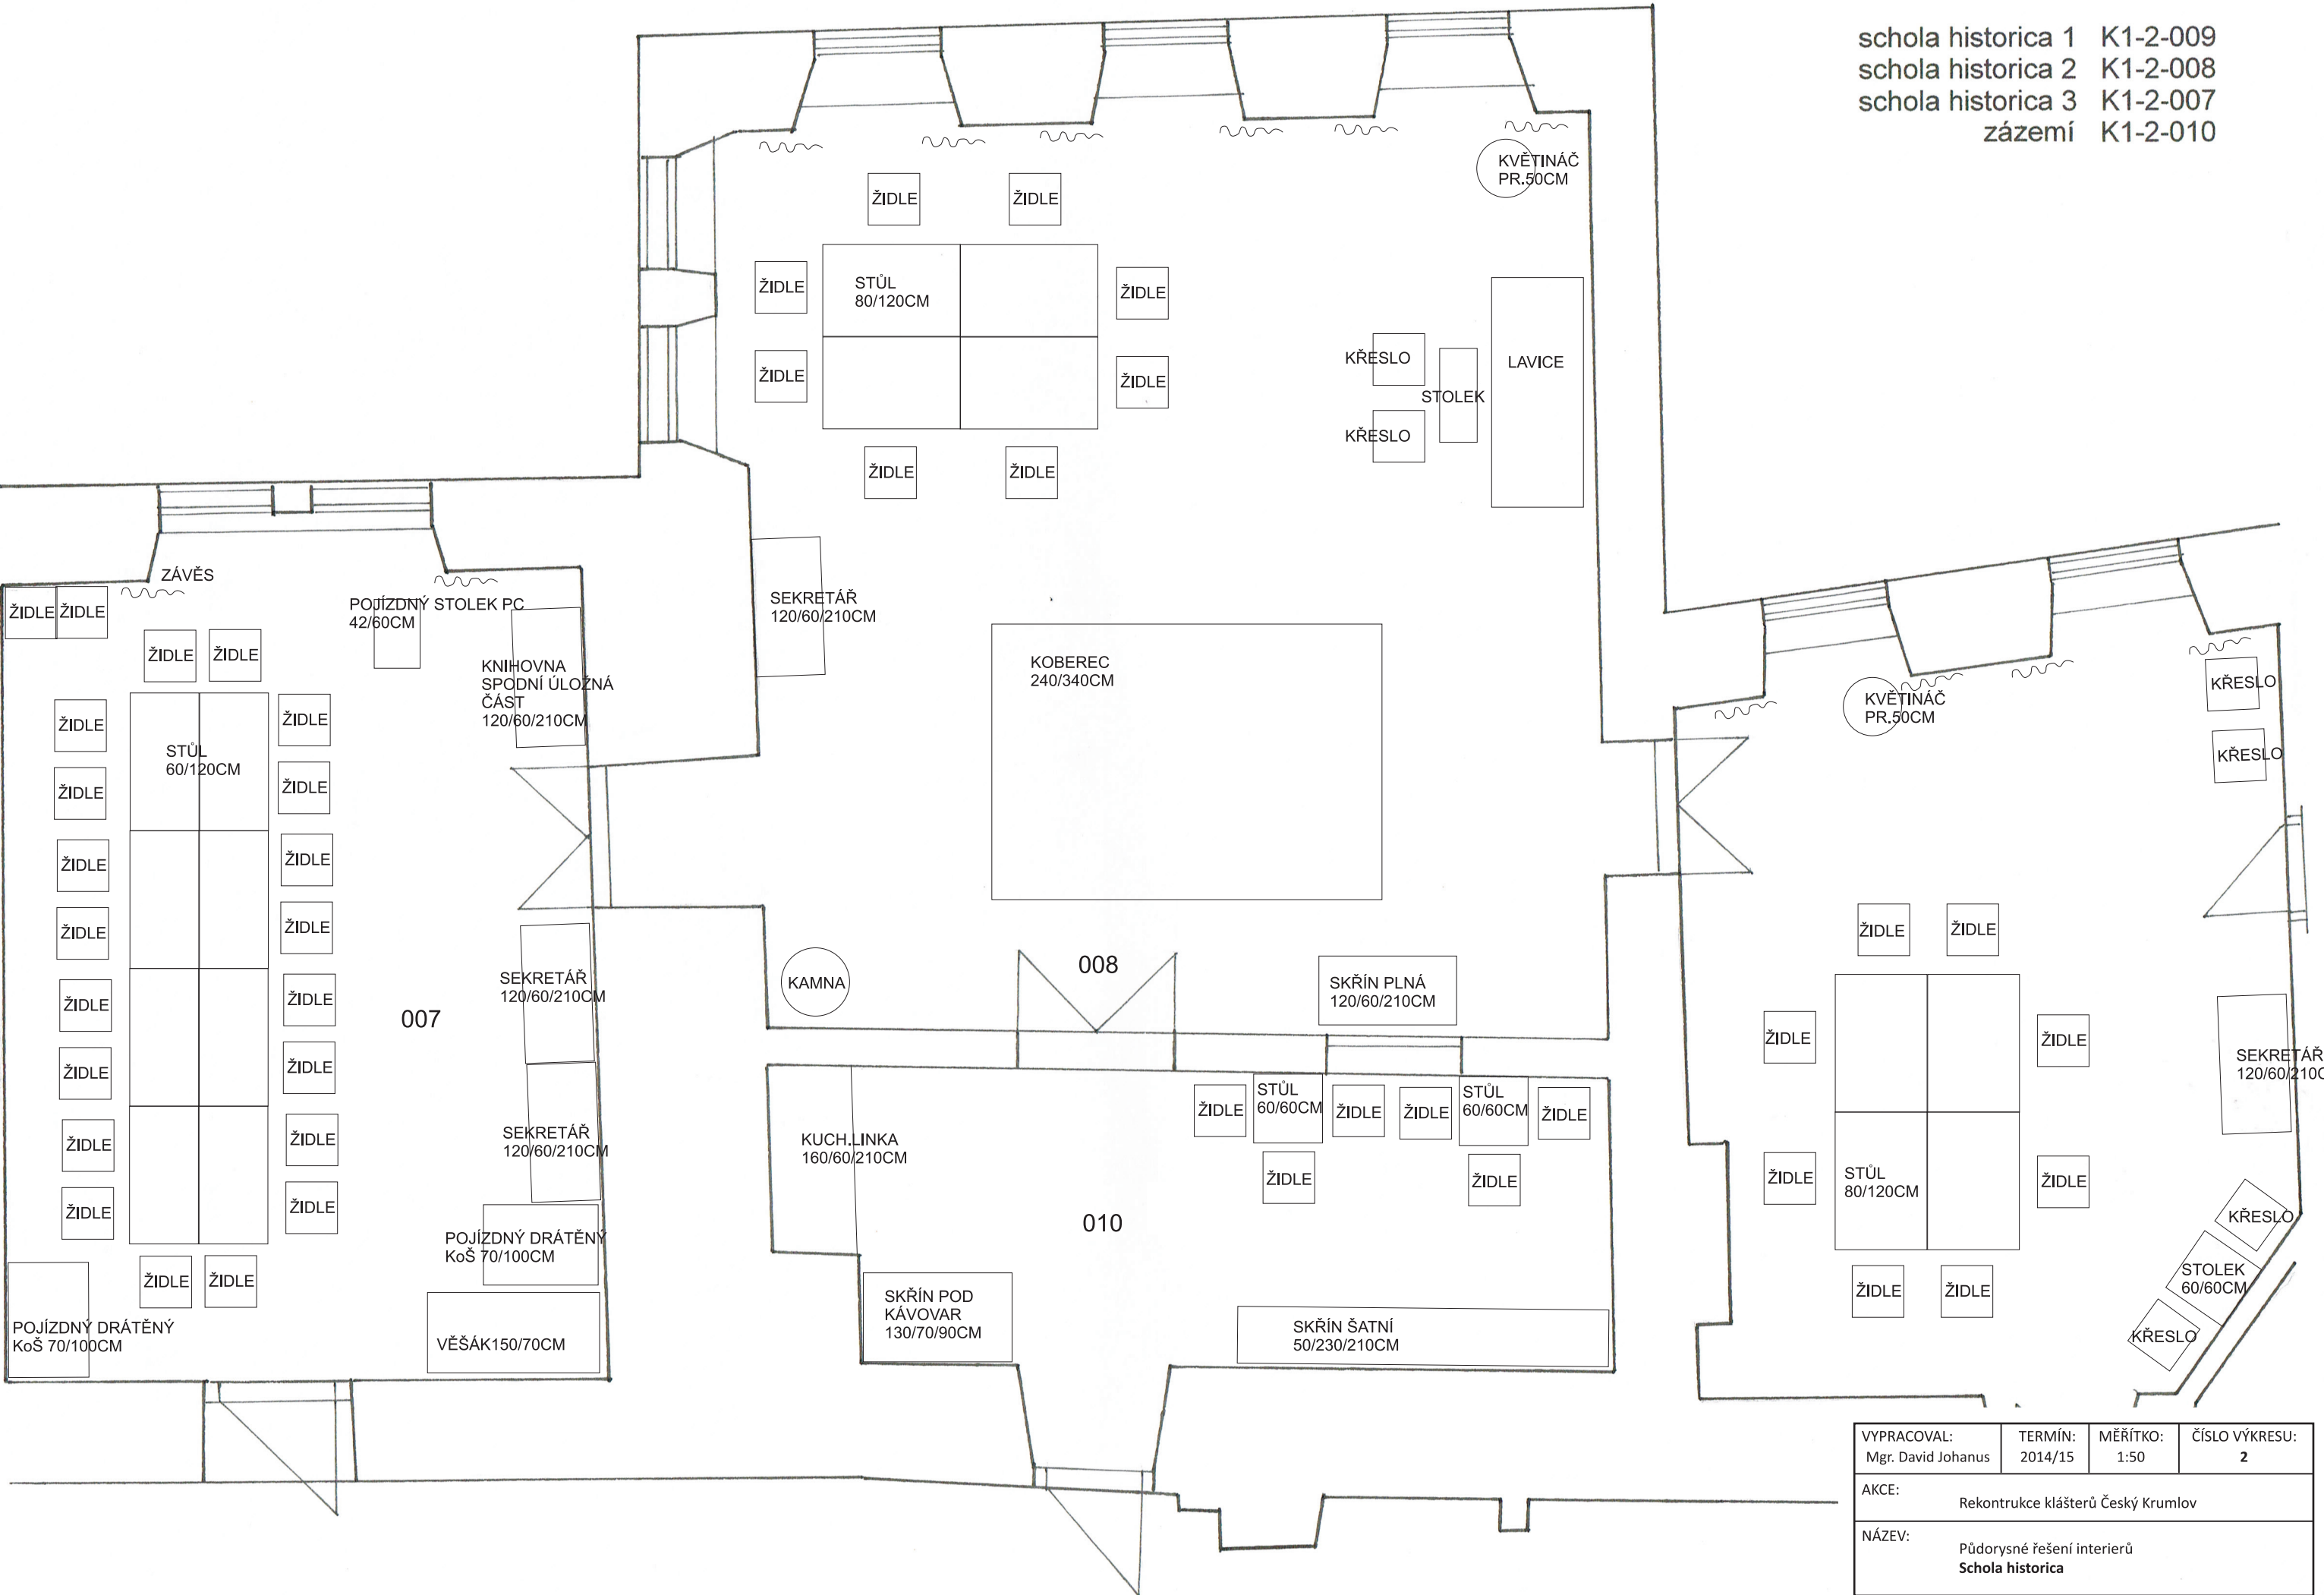 schola historica 1 K1-2-009
schola historica 2 K1-2-008
schola historica 3 K1-2-007
zázemí K1-2-010
KVĚTINÁČ
PR.50CM
ŽIDLE
ŽIDLE
ŽIDLE
STŮL
80/120CM
ŽIDLE
ŽIDLE
ŽIDLE
ŽIDLE
ŽIDLE
KŘESLO
STOLEK
KŘESLO
LAVICE
SEKRETÁŘ
120/60/210CM
KOBEREC
240/340CM
KAMNA
008
SKŘÍN PLNÁ
120/60/210CM
ZÁVĚS
ŽIDLE
ŽIDLE
POJÍZDNÝ STOLEK PC
42/60CM
ŽIDLE
ŽIDLE
KNIHOVNA
SPODNÍ ÚLOŽNÁ
ČÁST
120/60/210CM
ŽIDLE
ŽIDLE
STŮL
60/120CM
ŽIDLE
ŽIDLE
ŽIDLE
ŽIDLE
ŽIDLE
ŽIDLE
ŽIDLE
ŽIDLE
SEKRETÁŘ
120/60/210CM
007
ŽIDLE
ŽIDLE
ŽIDLE
ŽIDLE
SEKRETÁŘ
120/60/210CM
ŽIDLE
ŽIDLE
POJÍZDNÝ DRÁTĚNÝ
KoŠ 70/100CM
ŽIDLE
ŽIDLE
POJÍZDNÝ DRÁTĚNÝ
KoŠ 70/100CM
VĚŠÁK150/70CM
KUCH.LINKA
160/60/210CM
ŽIDLE
STŮL
60/60CM
ŽIDLE
ŽIDLE
STŮL
60/60CM
ŽIDLE
ŽIDLE
ŽIDLE
010
SKŘÍN POD
KÁVOVAR
130/70/90CM
SKŘÍN ŠATNÍ
50/230/210CM
KVĚTINÁČ
PR.50CM
KŘESLO
KŘESLO
ŽIDLE
ŽIDLE
ŽIDLE
ŽIDLE
SEKRETÁŘ
120/60/210C
ŽIDLE
STŮL
80/120CM
ŽIDLE
ŽIDLE
ŽIDLE
KŘESLO
STOLEK
60/60CM
KŘESLO
VYPRACOVAL: TERMÍN: MĚŘÍTKO: ČÍSLO VÝKRESU:
Mgr. David Johanus 2014/15 1:50 2
AKCE:
Rekontrukce klášterů Český Krumlov
NÁZEV:
Půdorysné řešení interierů
Schola historica